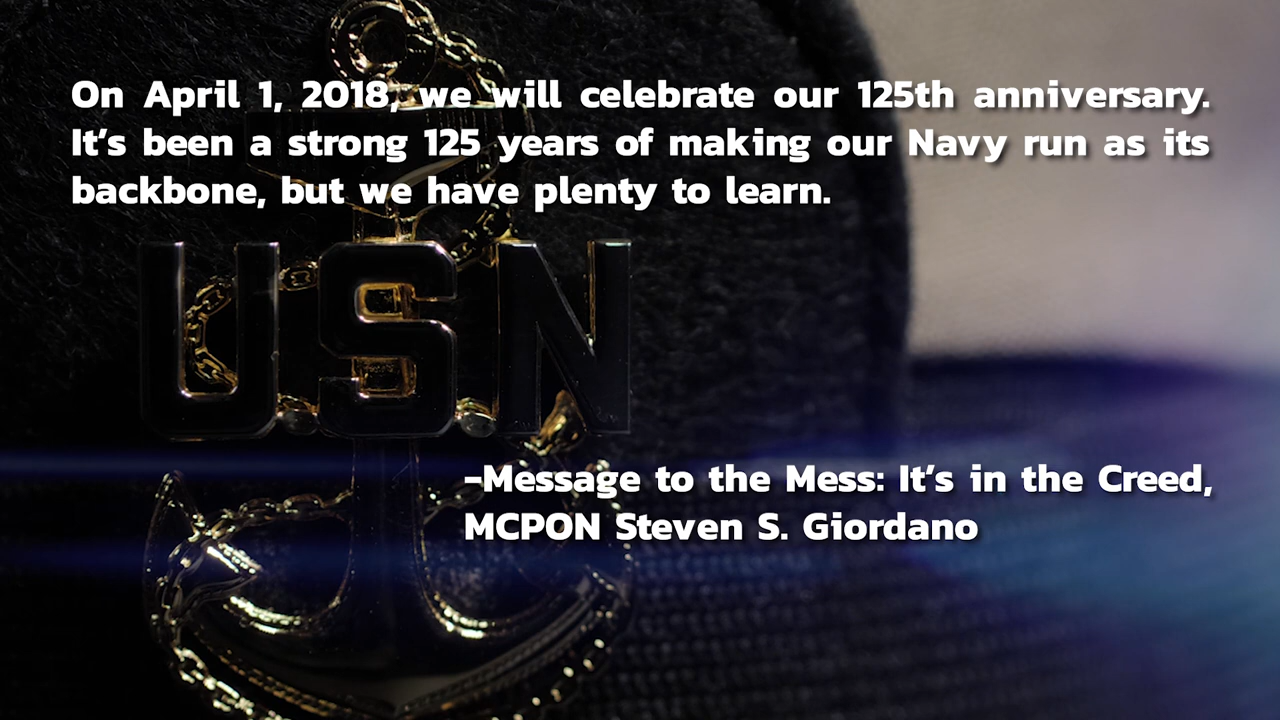 On April 1, 2018, we will celebrate our 125th anniversary.
It's been a strong 125 years of making our Navy run as its
backbone, but we have plenty to learn.
U.S.N
–Message to the Mess: It's in the Creed,
MCPON Steven S. Giordano